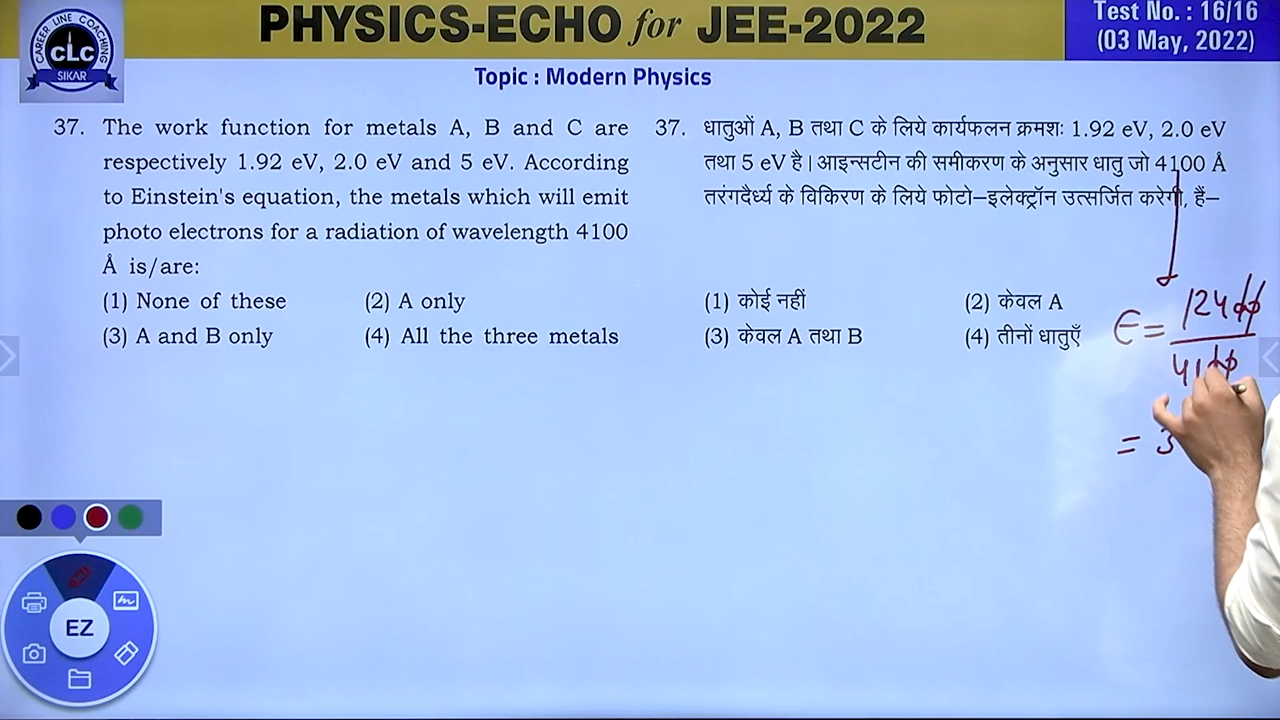 PHYSICS-ECHO for JEE-2022
Test No. : 16/16
(03 May, 2022)
CAREER LINE COACHING
CLC
SIKAR
Topic : Modern Physics
37. The work function for metals A, B and C are
respectively 1.92 eV, 2.0 eV and 5 eV. According
to Einstein's equation, the metals which will emit
photo electrons for a radiation of wavelength 4100
Å is/are:
(1) None of these (2) A only
(3) A and B only (4) All the three metals
37. धातुओं A, B तथा C के लिये कार्यफलन क्रमशः 1.92 eV, 2.0 eV
तथा 5 eV है। आइन्सटीन की समीकरण के अनुसार धातु जो 4100 Å
तरंगदैर्ध्य के विकिरण के लिये फोटो–इलेक्ट्रॉन उत्सर्जित करेगी, हैं–
(1) कोई नहीं (2) केवल A
(3) केवल A तथा B (4) तीनों धातुएँ
E = 12400
4100
= 3
EZ